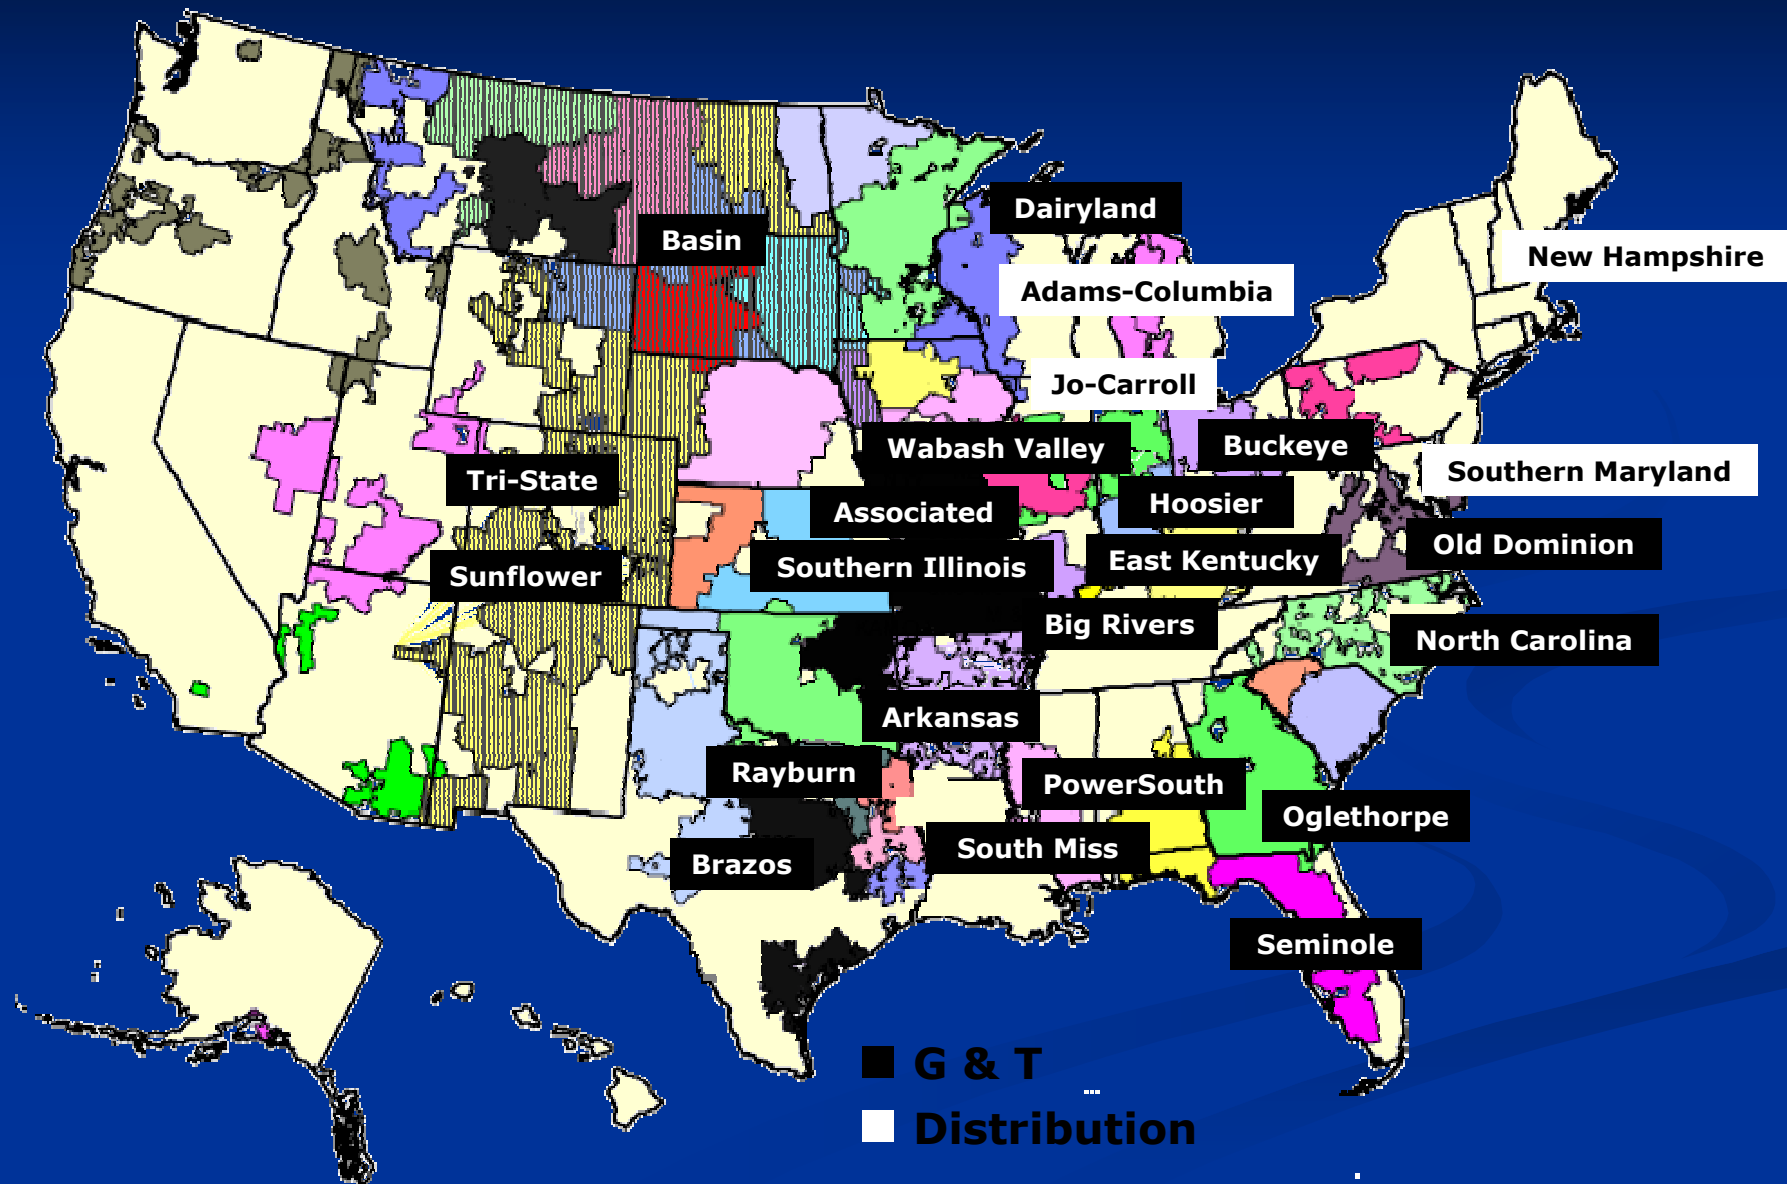 Dairyland
Basin
New Hampshire
Adams-Columbia
Jo-Carroll
Wabash Valley
Buckeye
Southern Maryland
Tri-State
Associated
Hoosier
Old Dominion
Sunflower
Southern Illinois
East Kentucky
Big Rivers
North Carolina
Arkansas
Rayburn
PowerSouth
Oglethorpe
Brazos
South Miss
Seminole
G & T
Distribution